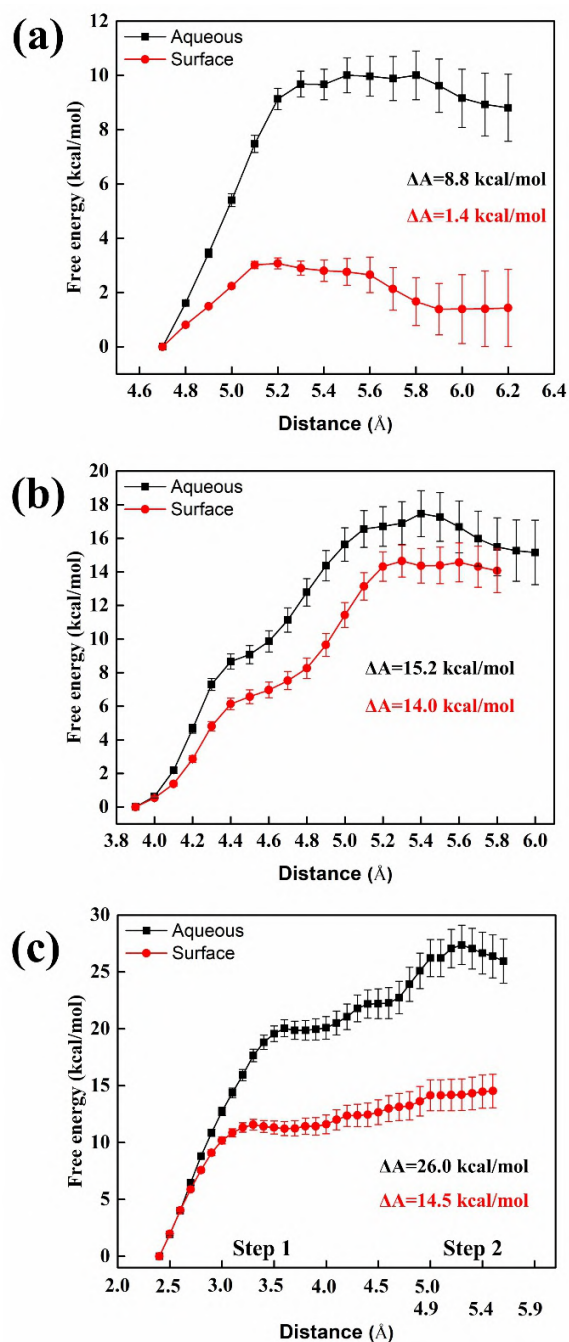 (a)
Aqueous
Surface
Free energy (kcal/mol)
10
8
6
4
2
0
ΔA=8.8 kcal/mol
ΔA=1.4 kcal/mol
4.6 4.8 5.0 5.2 5.4 5.6 5.8 6.0 6.2 6.4
Distance (Å)
(b)
Aqueous
Surface
Free energy (kcal/mol)
20
18
16
14
12
10
8
6
4
2
0
ΔA=15.2 kcal/mol
ΔA=14.0 kcal/mol
3.8 4.0 4.2 4.4 4.6 4.8 5.0 5.2 5.4 5.6 5.8 6.0
Distance (Å)
(c)
Aqueous
Surface
Free energy (kcal/mol)
30
25
20
15
10
5
0
ΔA=26.0 kcal/mol
ΔA=14.5 kcal/mol
Step 1 Step 2
2.0 2.5 3.0 3.5 4.0 4.5 5.0 5.4 5.9
4.9
Distance (Å)